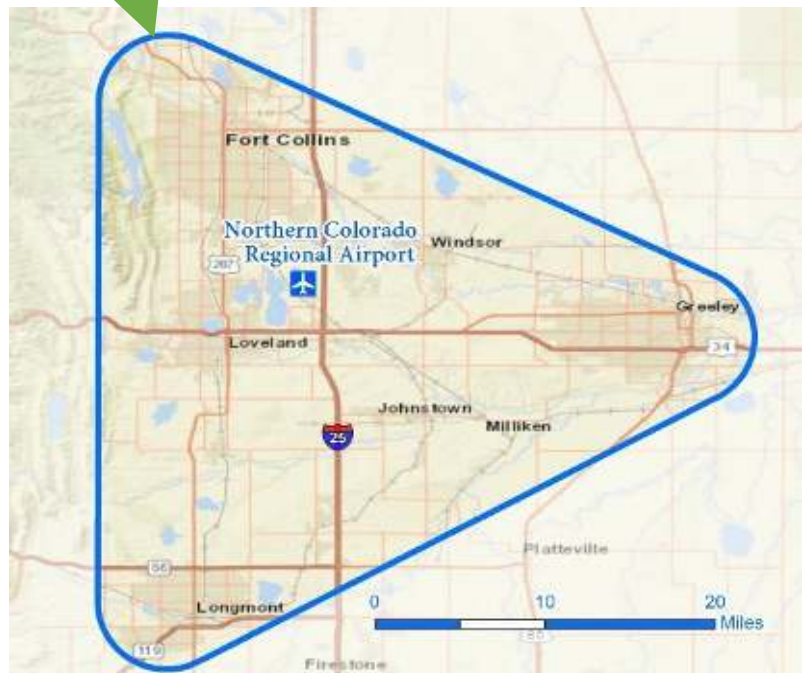 Fort Collins
Northern Colorado
Regional Airport
Windsor
287
Greeley
Loveland
34
Johnstown
Milliken
25
Platteville
66
Longmont
0 10 20
Miles
119
85
Firestone